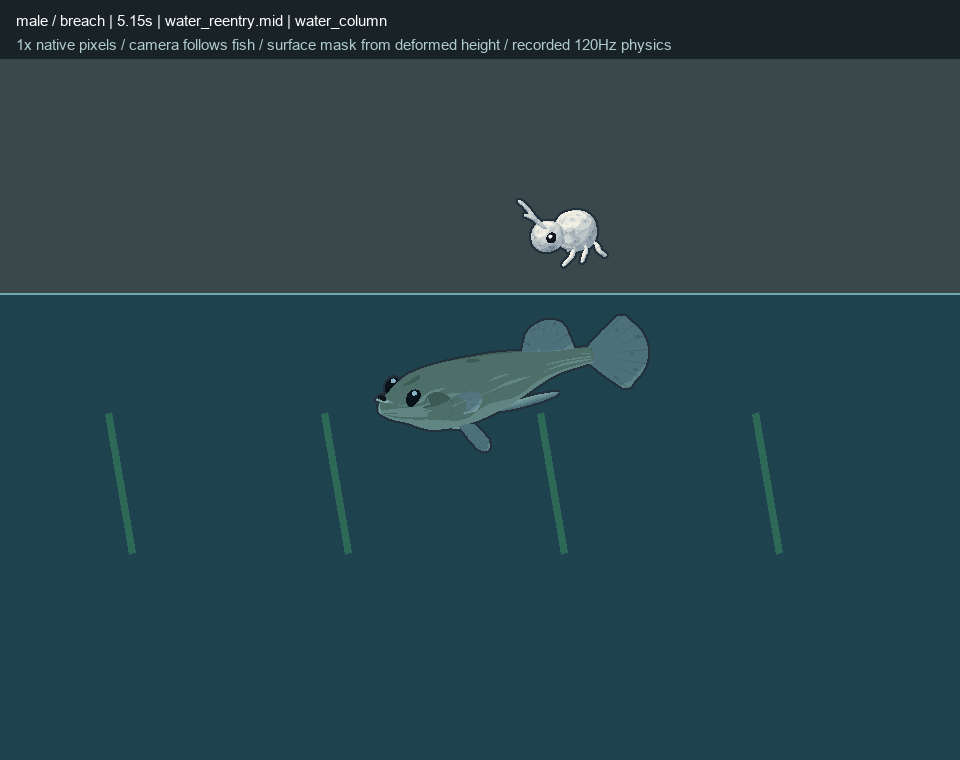 male / breach | 5.15s | water_reentry.mid | water_column
1x native pixels / camera follows fish / surface mask from deformed height / recorded 120Hz physics